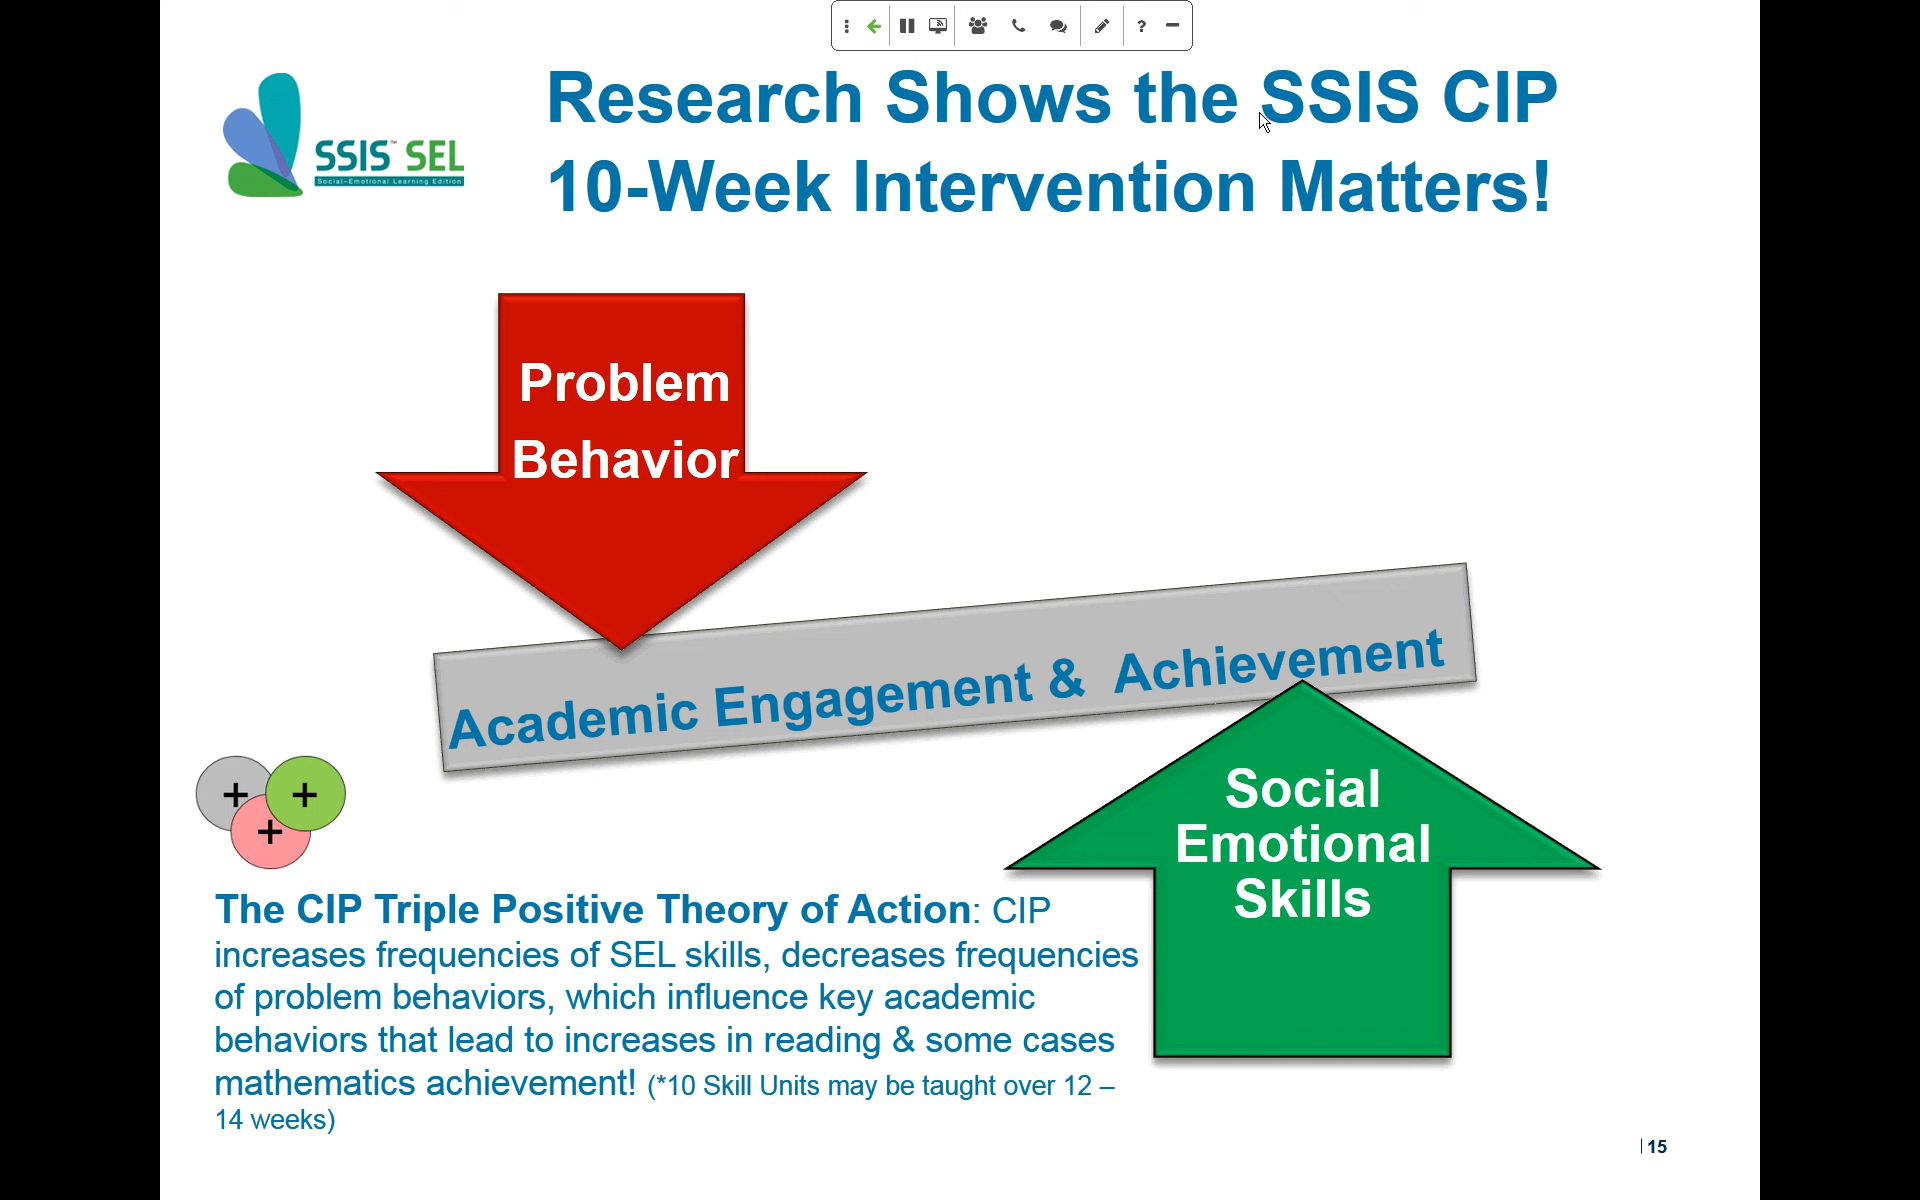 Research Shows the SSIS CIP
10-Week Intervention Matters!
SSIS™ SEL
Social-Emotional Learning Edition
Problem
Behavior
Academic Engagement & Achievement
Social
Emotional
Skills
+ +
+
The CIP Triple Positive Theory of Action: CIP
increases frequencies of SEL skills, decreases frequencies
of problem behaviors, which influence key academic
behaviors that lead to increases in reading & some cases
mathematics achievement! (*10 Skill Units may be taught over 12 –
14 weeks)
|15